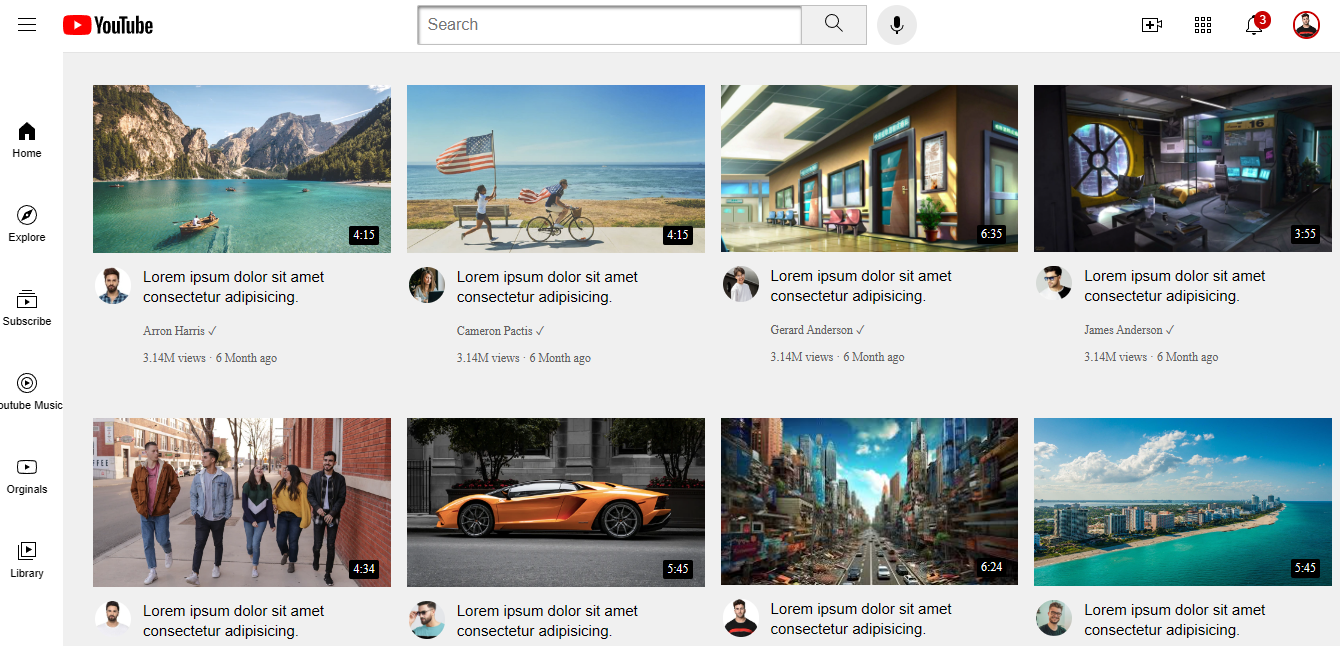 YouTube
Search
3
Home
Explore
Subscribe
outube Music
Orginals
Library
4:15
4:15
6:35
16
3:55
Lorem ipsum dolor sit amet
consectetur adipisicing.
Arron Harris ✓
3.14M views · 6 Month ago
Lorem ipsum dolor sit amet
consectetur adipisicing.
Cameron Pactis ✓
3.14M views · 6 Month ago
Lorem ipsum dolor sit amet
consectetur adipisicing.
Gerard Anderson ✓
3.14M views · 6 Month ago
Lorem ipsum dolor sit amet
consectetur adipisicing.
James Anderson ✓
3.14M views · 6 Month ago
FFEE
4:34
5:45
6:24
5:45
Lorem ipsum dolor sit amet
consectetur adipisicing.
Lorem ipsum dolor sit amet
consectetur adipisicing.
Lorem ipsum dolor sit amet
consectetur adipisicing.
Lorem ipsum dolor sit amet
consectetur adipisicing.